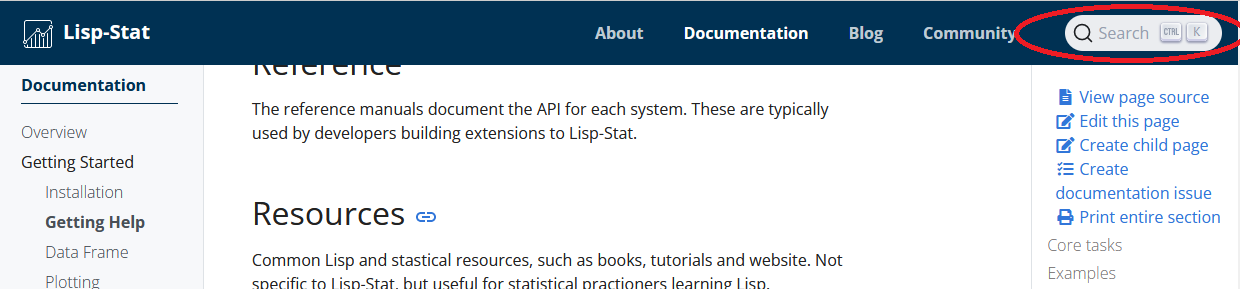 Lisp-Stat
About Documentation Blog Community Search CTRL K
Documentation
Overview
Getting Started
Installation
Getting Help
Data Frame
Plotting
Reference
The reference manuals document the API for each system. These are typically
used by developers building extensions to Lisp-Stat.
Resources
Common Lisp and stastical resources, such as books, tutorials and website. Not
specific to Lisp-Stat, but useful for statistical practioners learning Lisp.
View page source
Edit this page
Create child page
Create
documentation issue
Print entire section
Core tasks
Examples